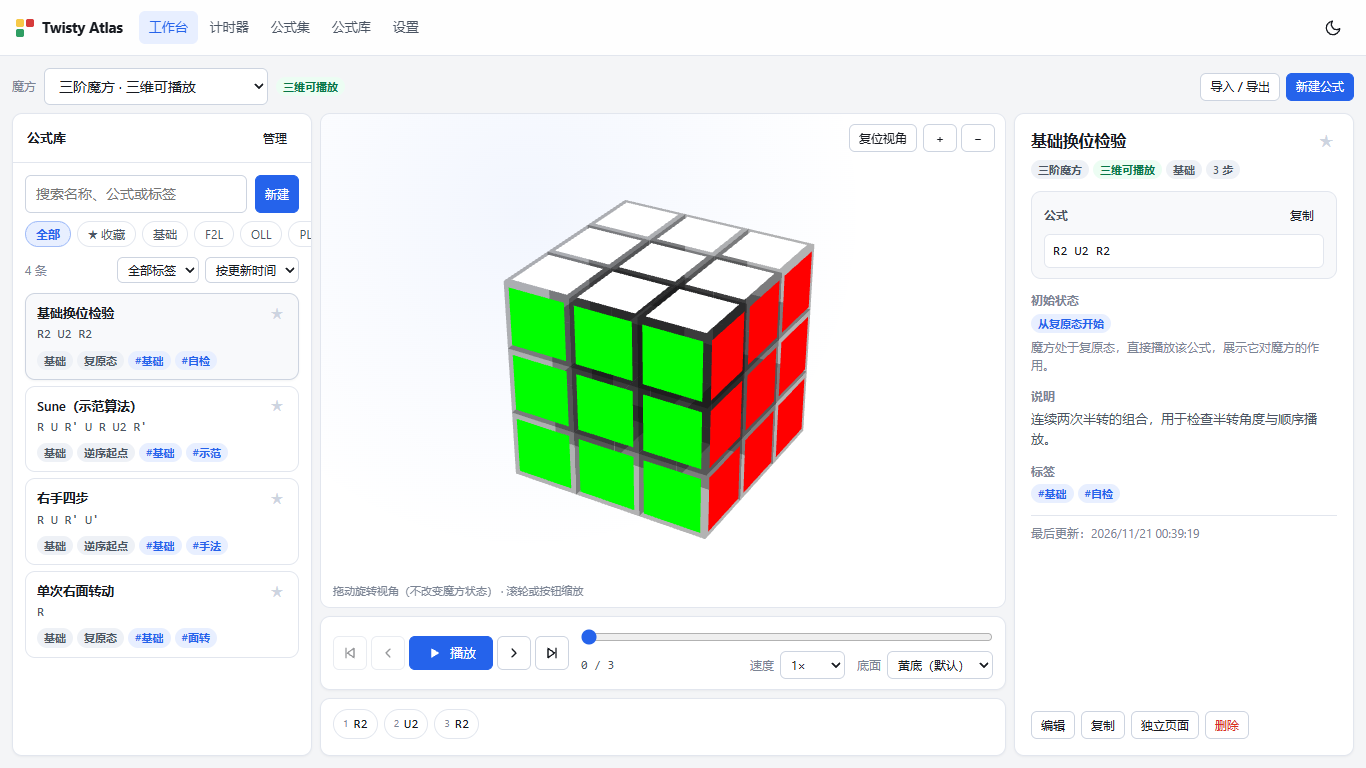 Twisty Atlas
工作台
计时器
公式集
公式库
设置
魔方
三阶魔方 · 三维可播放
三维可播放
导入 / 导出
新建公式
公式库
管理
搜索名称、公式或标签
新建
全部
★ 收藏
基础
F2L
OLL
PL
4 条
全部标签
按更新时间
基础换位检验
★
R2 U2 R2
基础 复原态 #基础 #自检
Sune（示范算法）
★
R U R' U R U2 R'
基础 逆序起点 #基础 #示范
右手四步
★
R U R' U'
基础 逆序起点 #基础 #手法
单次右面转动
★
R
基础 复原态 #基础 #面转
复位视角
+
−
拖动旋转视角（不改变魔方状态） · 滚轮或按钮缩放
播放
0 / 3
速度
1×
底面
黄底（默认）
1 R2
2 U2
3 R2
基础换位检验
★
三阶魔方 三维可播放 基础 3 步
公式
复制
R2 U2 R2
初始状态
从复原态开始
魔方处于复原态，直接播放该公式，展示它对魔方的作
用。
说明
连续两次半转的组合，用于检查半转角度与顺序播
放。
标签
#基础 #自检
最后更新：2026/11/21 00:39:19
编辑
复制
独立页面
删除